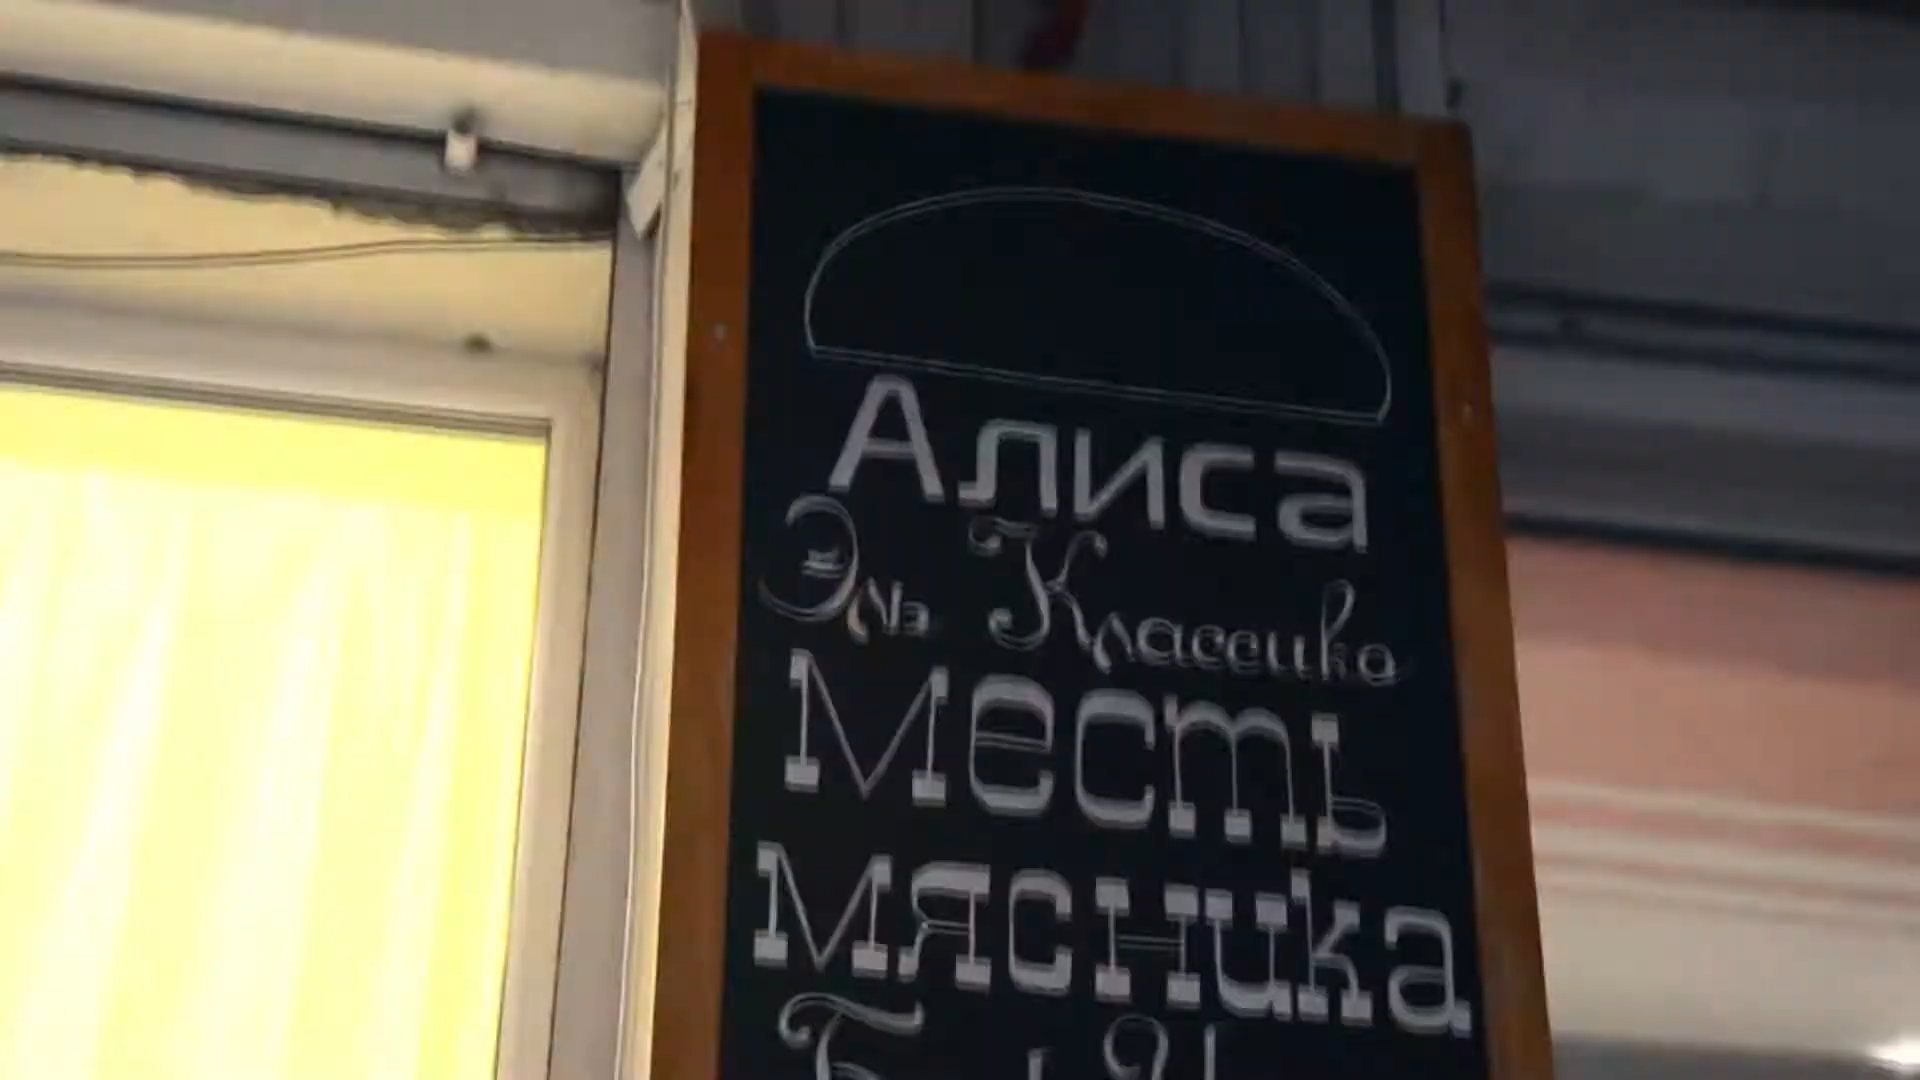 Алиса
Эль Классико
Месть
мясника